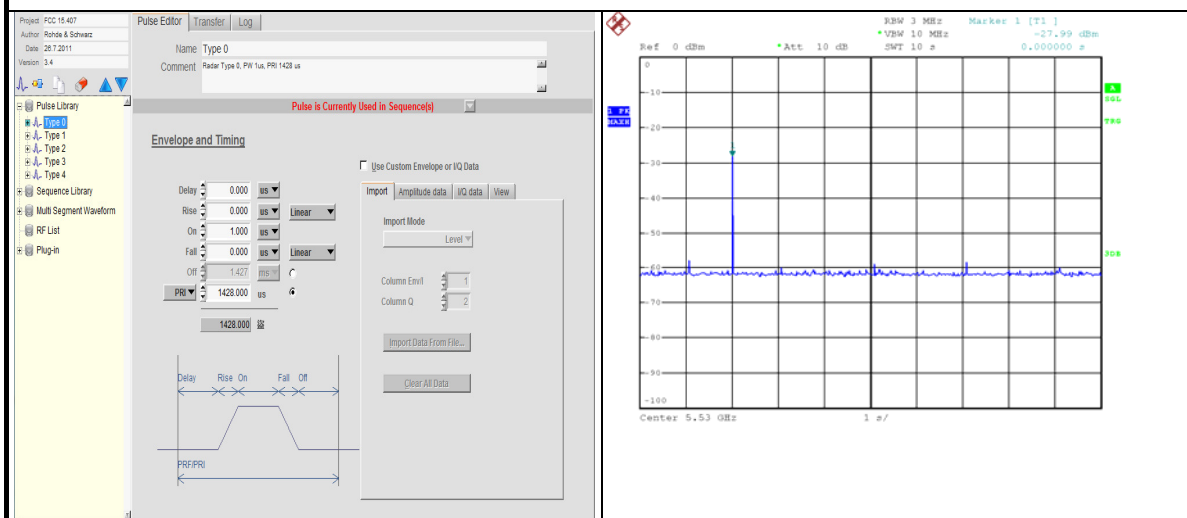 Project FCC 15.407
Author Rohde & Schwarz
Date 26.7.2011
Version 3.4
Pulse Library
Type 0
Type 1
Type 2
Type 3
Type 4
Sequence Library
Multi Segment Waveform
RF List
Plug-in
Pulse Editor Transfer Log
Name Type 0
Comment Radar Type 0, PW 1us, PRI 1428 us
Pulse is Currently Used in Sequence(s)
Envelope and Timing
Delay 0.000 us
Rise 0.000 us Linear
On 1.000 us
Fall 0.000 us Linear
Off 1.427 ms
PRI 1428.000 us
1428.000
Delay Rise On Fall Off
PRF/PRI
Use Custom Envelope or I/Q Data
Import Amplitude data I/Q data View
Import Mode
Level
Column Env/I 1
Column Q 2
Import Data From File...
Clear All Data
RBW 3 MHz Marker 1 [T1 ]
*VBW 10 MHz -27.99 dBm
Ref 0 dBm *Att 10 dB SWT 10 s 0.000000 s
0
-10
-20
-30
-40
-50
-60
-70
-80
-90
-100
1 PK
MAXH
A
SGL
TRG
3DB
Center 5.53 GHz 1 s/